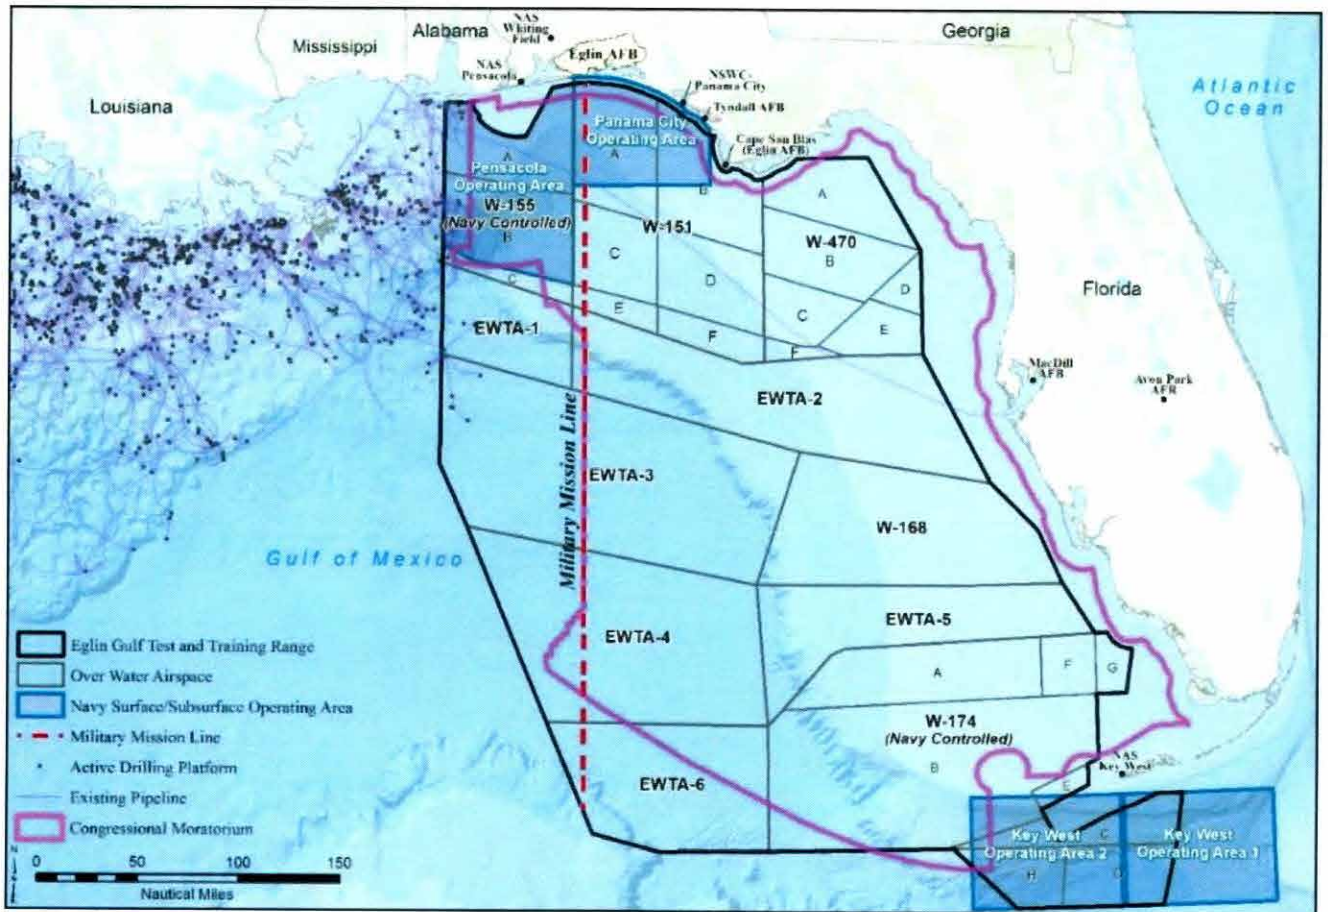 Mississippi
Alabama
NAS
Whiting
Field
Eglin AFB
Georgia
NAS
Pensacola
Louisiana
NSWC-
Panama City
Tyndall AFB
Atlantic
Ocean
Panama City
Operating Area
A
Cape San Blas
(Eglin AFB)
A
Pensacola
Operating Area
W-155
(Navy Controlled)
B
C
B
W-151
C
D
E
F
A
W-470
B
C
D
E
F
Florida
EWTA-1
MacDill
AFB
Avon Park
AFR
EWTA-2
Military Mission Line
EWTA-3
W-168
Gulf of Mexico
EWTA-4
EWTA-5
A
F
G
W-174
(Navy Controlled)
B
NAS
Key West
E
EWTA-6
Key West
Operating Area 2
C
B
D
Key West
Operating Area 1
Eglin Gulf Test and Training Range
Over Water Airspace
Navy Surface/Subsurface Operating Area
Military Mission Line
Active Drilling Platform
Existing Pipeline
Congressional Moratorium
N
0 50 100 150
Nautical Miles